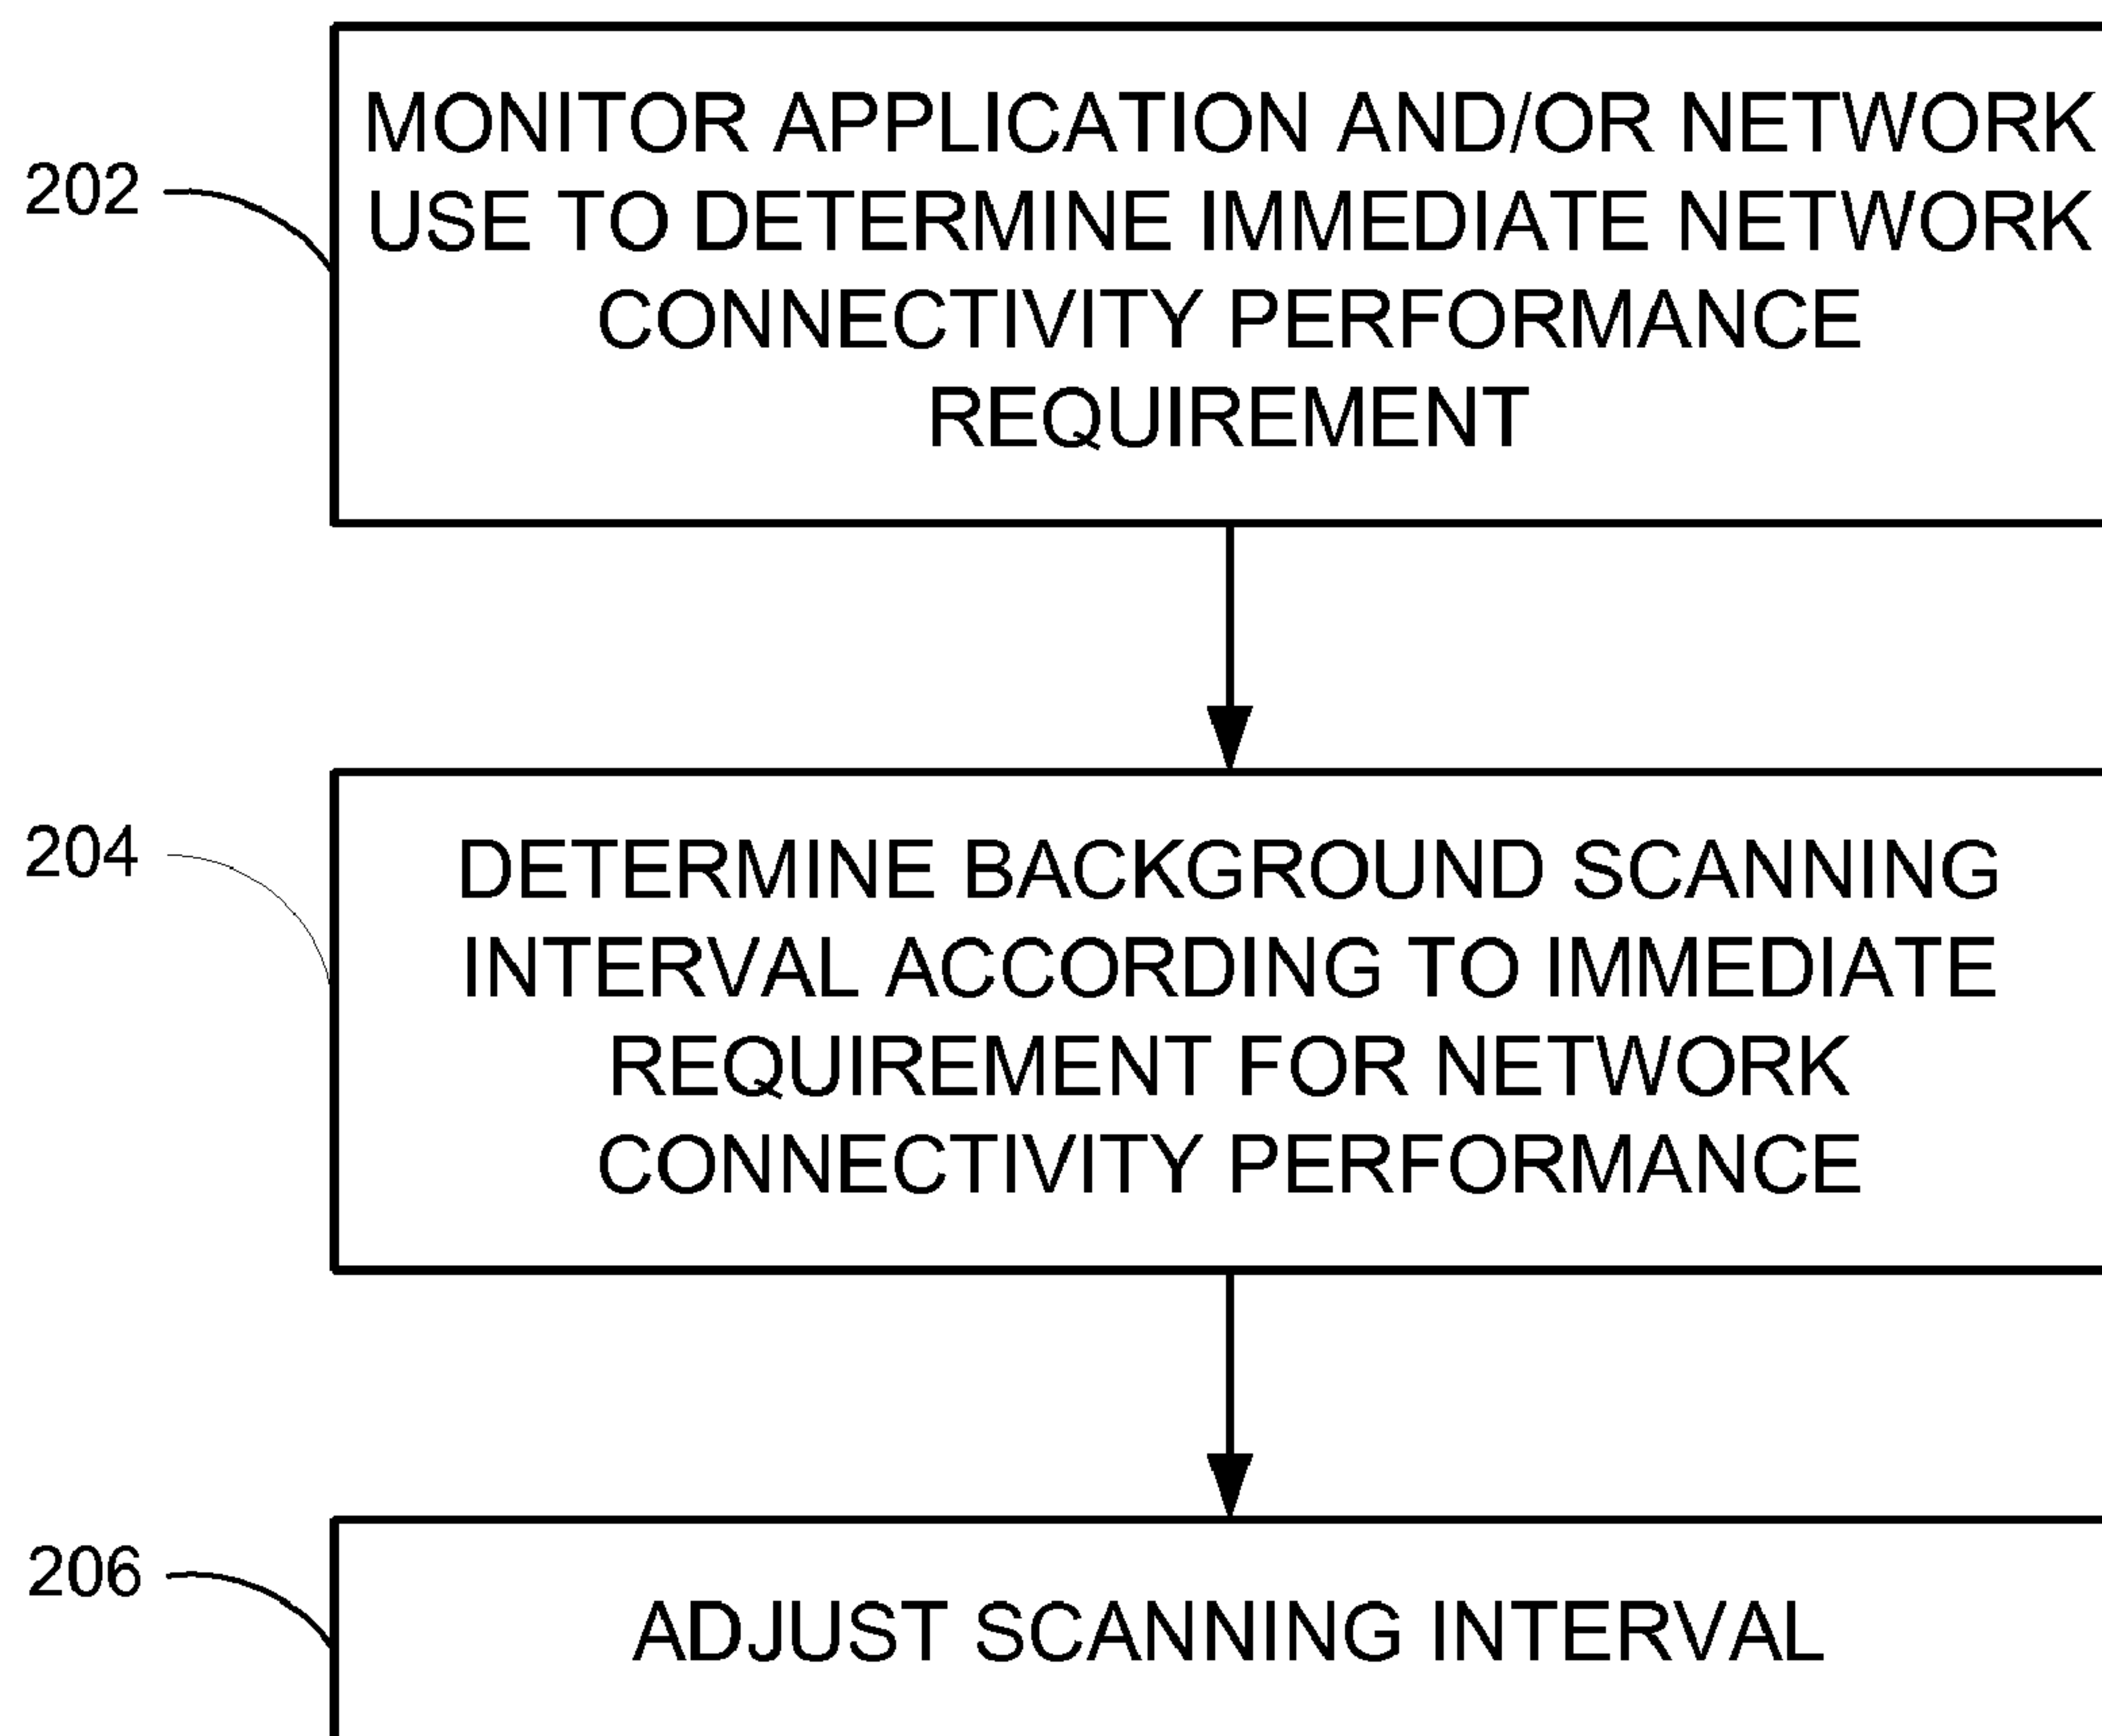 202
MONITOR APPLICATION AND/OR NETWORK
USE TO DETERMINE IMMEDIATE NETWORK
CONNECTIVITY PERFORMANCE
REQUIREMENT
204
DETERMINE BACKGROUND SCANNING
INTERVAL ACCORDING TO IMMEDIATE
REQUIREMENT FOR NETWORK
CONNECTIVITY PERFORMANCE
206
ADJUST SCANNING INTERVAL